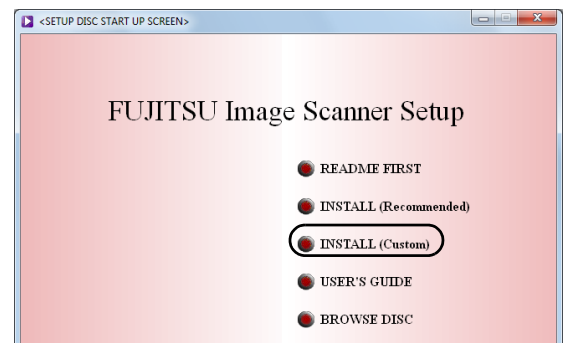 <SETUP DISC START UP SCREEN>
FUJITSU Image Scanner Setup
README FIRST
INSTALL (Recommended)
INSTALL (Custom)
USER'S GUIDE
BROWSE DISC